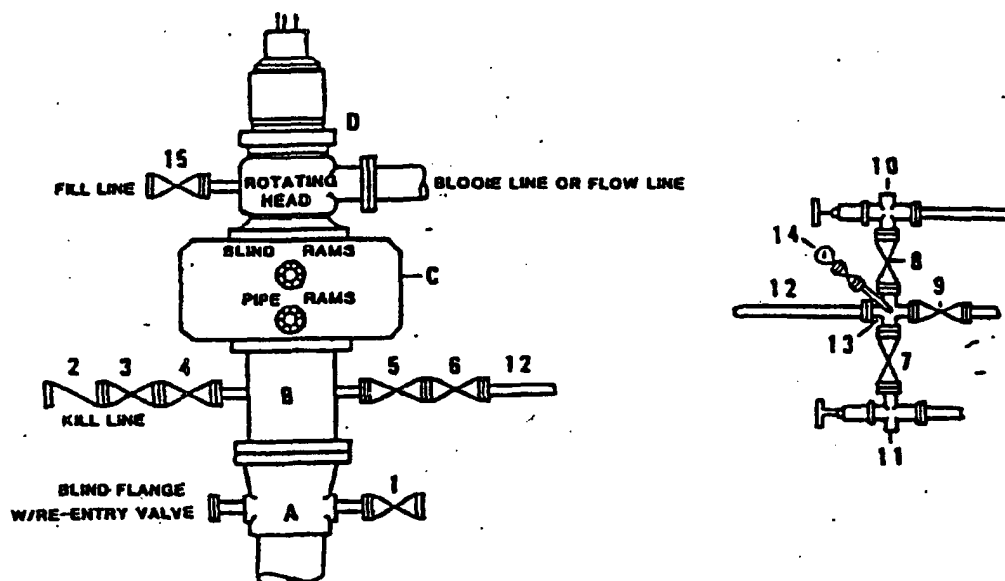 D
15
FILL LINE
ROTATING
HEAD
BLOOIE LINE OR FLOW LINE
BLIND RAMS
C
PIPE RAMS
2 3 4
KILL LINE
B
5 6 12
BLIND FLANGE
W/RE-ENTRY VALVE
A
1
10
14
8
12
9
13
7
11